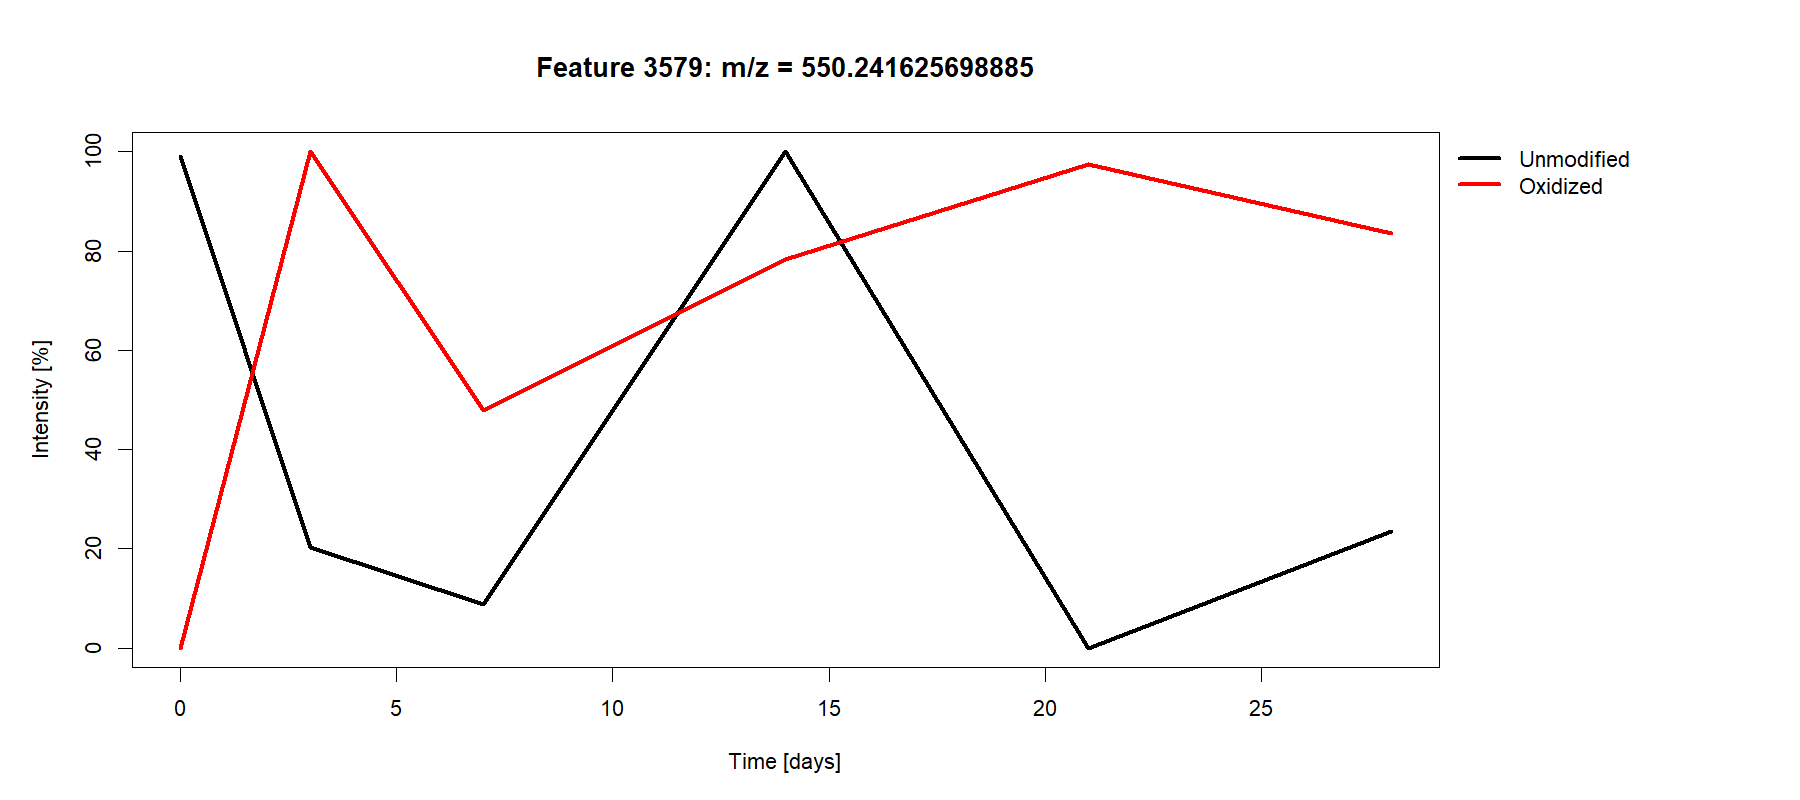 Feature 3579: m/z = 550.241625698885
Unmodified
Oxidized
Intensity [%]
100
80
60
40
20
0
0 5 10 15 20 25
Time [days]